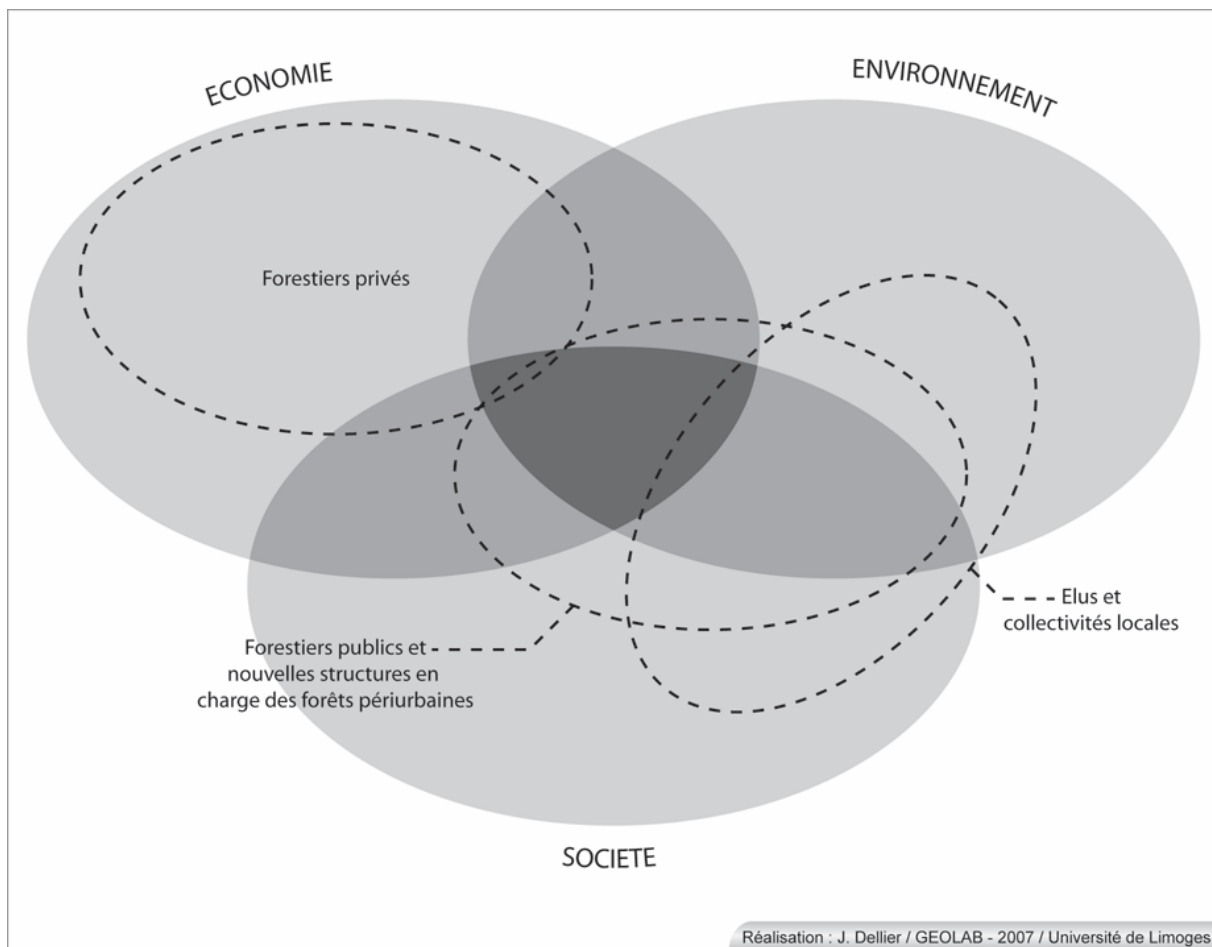 ECONOMIE
ENVIRONNEMENT
Forestiers privés
Elus et
collectivités locales
Forestiers publics et
nouvelles structures en
charge des forêts périurbaines
SOCIETE
Réalisation : J. Dellier / GEOLAB - 2007 / Université de Limoges